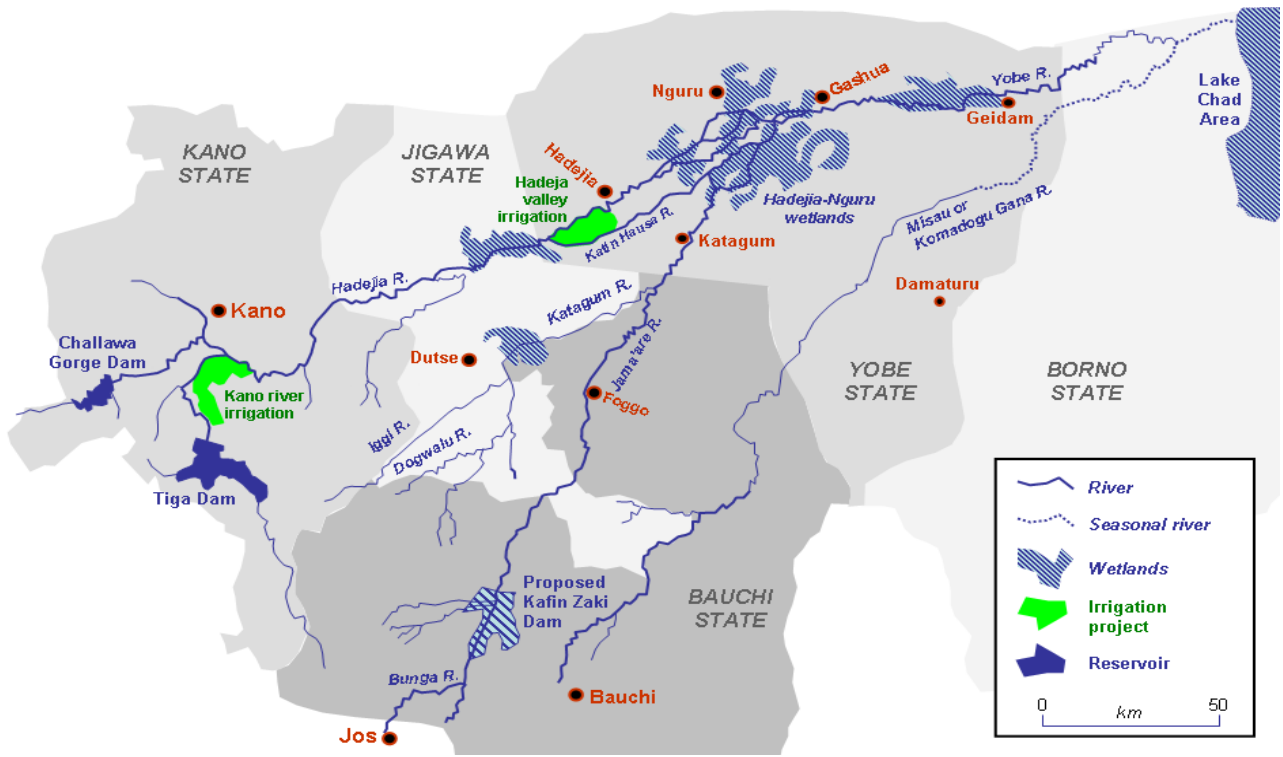 Nguru
Gashua
Yobe R.
Geidam
Lake
Chad
Area
KANO
STATE
JIGAWA
STATE
Hadejia
Hadeja
valley
irrigation
Katin Hausa R.
Hadejia-Nguru
wetlands
Misau or
Komadogu Gana R.
Katagum
Hadejia R.
Katagum R.
Damaturu
Kano
Challawa
Gorge Dam
Dutse
Jama'are R.
YOBE
STATE
BORNO
STATE
Kano river
irrigation
Foggo
Iggi R.
Dogwalu R.
Tiga Dam
Proposed
Kafin Zaki
Dam
BAUCHI
STATE
Bunga R.
Bauchi
Jos
River
Seasonal river
Wetlands
Irrigation
project
Reservoir
0 50
km